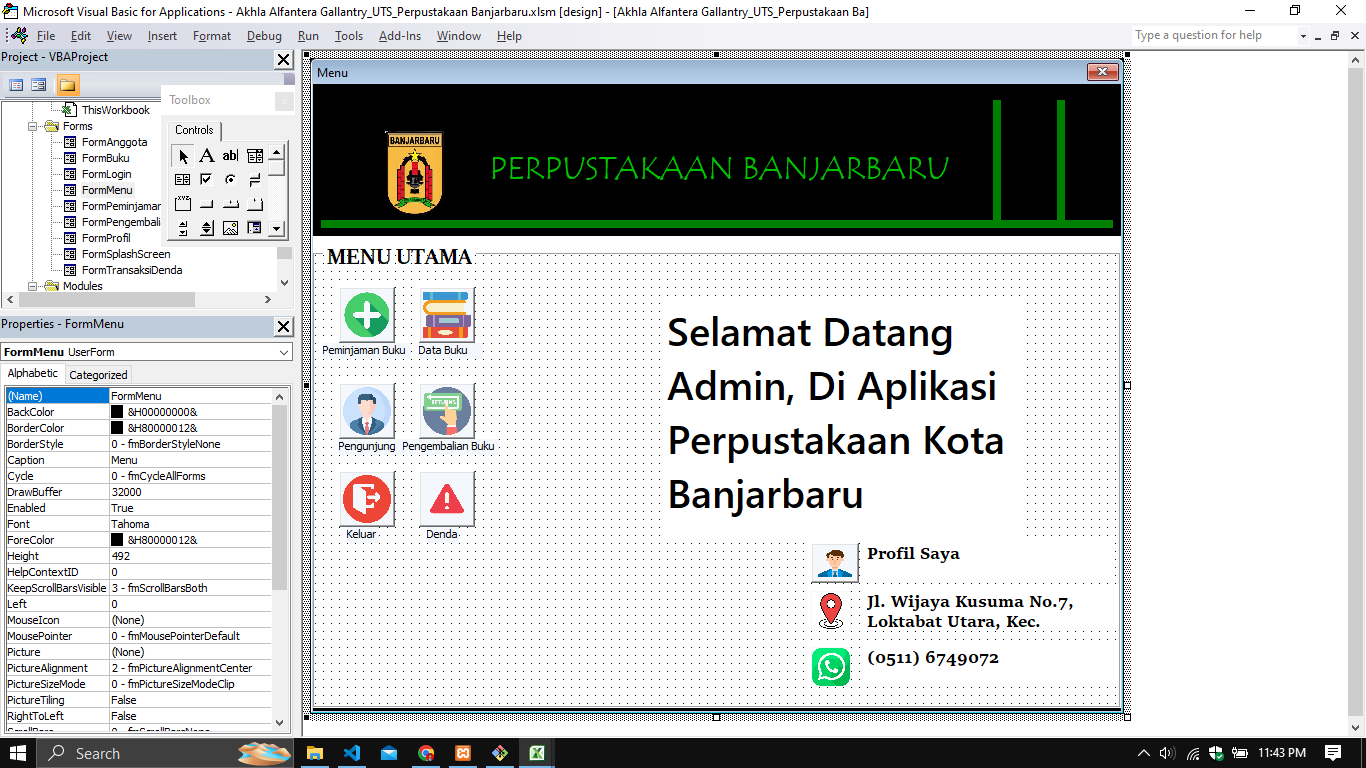 Microsoft Visual Basic for Applications - Akhla Alfantera Gallantry_UTS_Perpustakaan Banjarbaru.xlsm [design] - [Akhla Alfantera Gallantry_UTS_Perpustakaan Ba]
File Edit View Insert Format Debug Run Tools Add-Ins Window Help
Type a question for help
Project - VBAProject
ThisWorkbook
Forms
FormAnggota
FormBuku
FormLogin
FormMenu
FormPeminjaman
FormPengembali
FormProfil
FormSplashScreen
FormTransaksiDenda
Modules
Toolbox
Controls
A ab|
XYZ
Properties - FormMenu
FormMenu UserForm
Alphabetic Categorized
(Name) FormMenu
BackColor &H00000000&
BorderColor &H80000012&
BorderStyle 0 - fmBorderStyleNone
Caption Menu
Cycle 0 - fmCycleAllForms
DrawBuffer 32000
Enabled True
Font Tahoma
ForeColor &H80000012&
Height 492
HelpContextID 0
KeepScrollBarsVisible 3 - fmScrollBarsBoth
Left 0
MouseIcon (None)
MousePointer 0 - fmMousePointerDefault
Picture (None)
PictureAlignment 2 - fmPictureAlignmentCenter
PictureSizeMode 0 - fmPictureSizeModeClip
PictureTiling False
RightToLeft False
ScrollBars 0 - fmScrollBarsNone
Menu
BANJARBARU
PERPUSTAKAAN BANJARBARU
MENU UTAMA
Peminjaman Buku Data Buku
RETURNS
Pengunjung Pengembalian Buku
Keluar Denda
Selamat Datang
Admin, Di Aplikasi
Perpustakaan Kota
Banjarbaru
Profil Saya
Jl. Wijaya Kusuma No.7,
Loktabat Utara, Kec.
(0511) 6749072
Search
11:43 PM